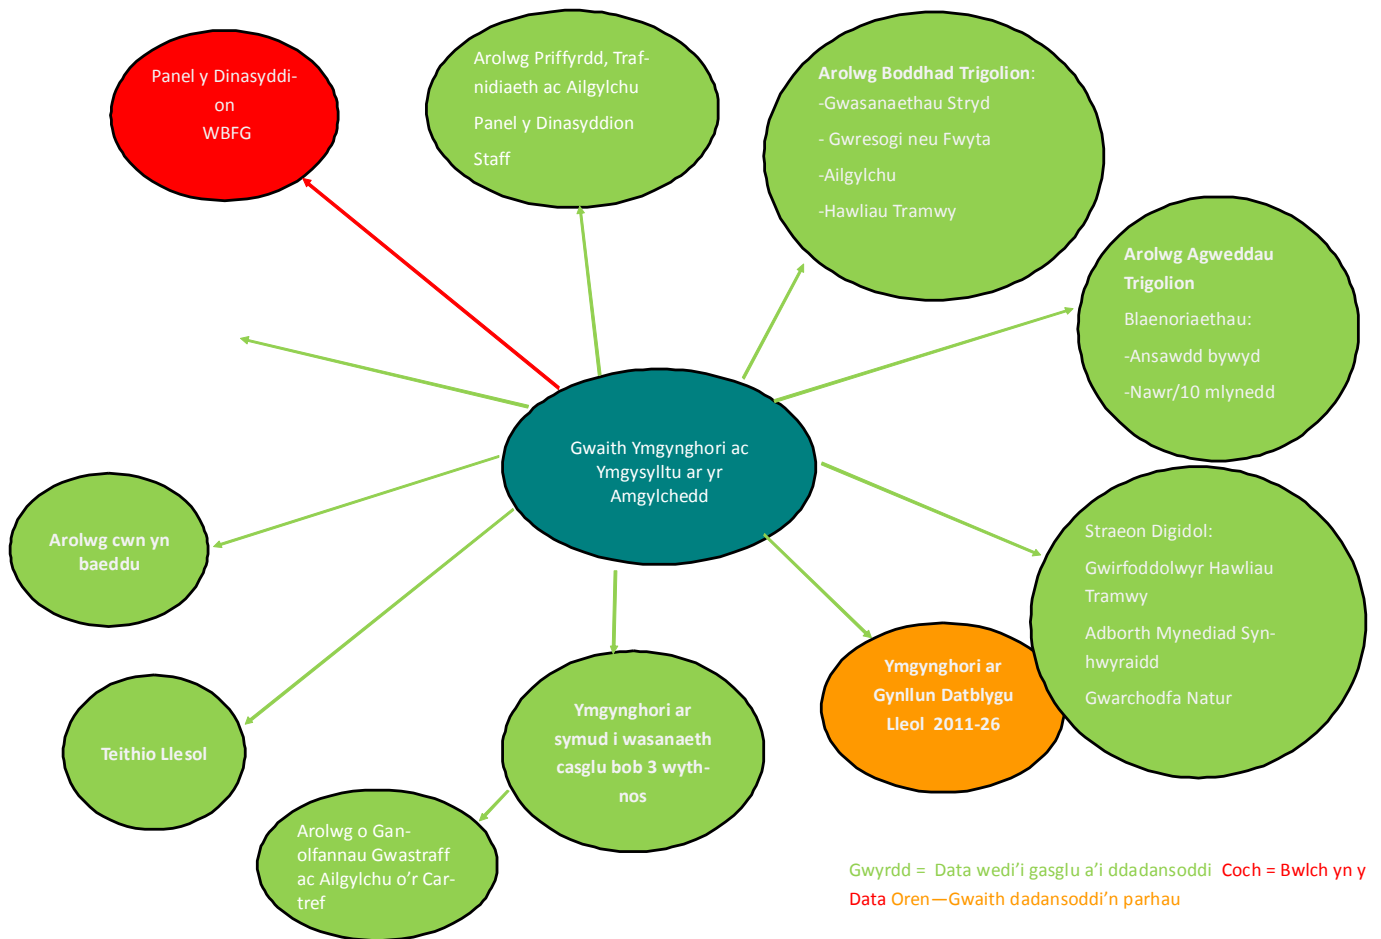 Panel y Dinasyddi-
on
WBFG
Arolwg Priffyrdd, Traf-
nidiaeth ac Ailgylchu
Panel y Dinasyddion
Staff
Arolwg Boddhad Trigolion:
-Gwasanaethau Stryd
- Gwresogi neu Fwyta
-Ailgylchu
-Hawliau Tramwy
Arolwg Agweddau
Trigolion
Blaenoriaethau:
-Ansawdd bywyd
-Nawr/10 mlynedd
Gwaith Ymgynghori ac
Ymgysylltu ar yr
Amgylchedd
Arolwg cwn yn
baeddu
Straeon Digidol:
Gwirfoddolwyr Hawliau
Tramwy
Adborth Mynediad Syn-
hwyraidd
Gwarchodfa Natur
Ymgynghori ar
Gynllun Datblygu
Lleol 2011-26
Ymgynghori ar
symud i wasanaeth
casglu bob 3 wyth-
nos
Teithio Llesol
Arolwg o Gan-
olfannau Gwastraff
ac Ailgylchu o'r Car-
tref
Gwyrdd = Data wedi'i gasglu a'i ddadansoddi Coch = Bwlch yn y
Data Oren—Gwaith dadansoddi'n parhau